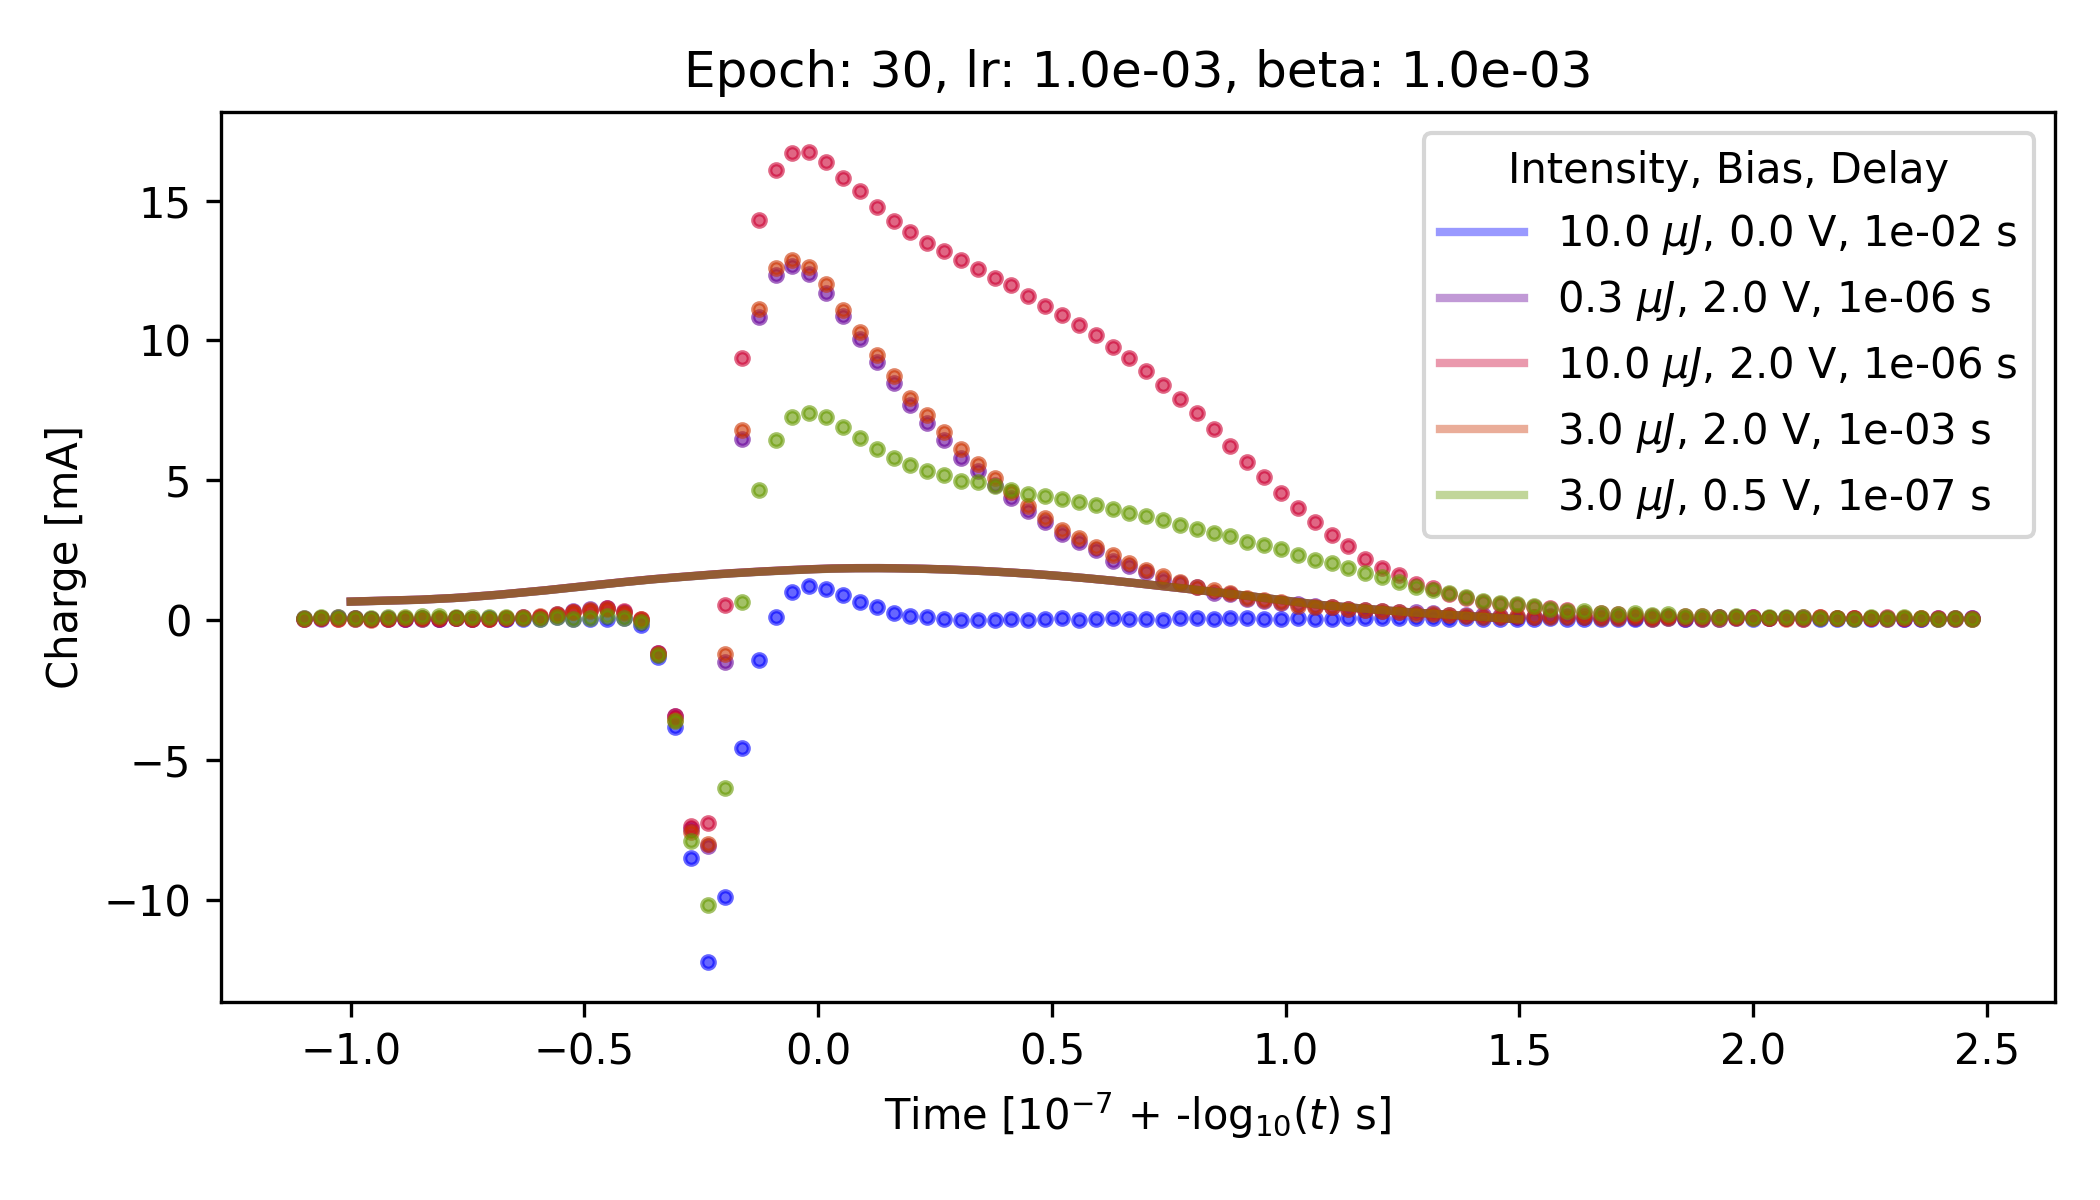 Epoch: 30, lr: 1.0e-03, beta: 1.0e-03
Charge [mA]
15
10
5
0
−5
−10
Intensity, Bias, Delay
10.0 μJ, 0.0 V, 1e-02 s
0.3 μJ, 2.0 V, 1e-06 s
10.0 μJ, 2.0 V, 1e-06 s
3.0 μJ, 2.0 V, 1e-03 s
3.0 μJ, 0.5 V, 1e-07 s
−1.0 −0.5 0.0 0.5 1.0 1.5 2.0 2.5
Time [10⁻⁷ + -log₁₀(t) s]